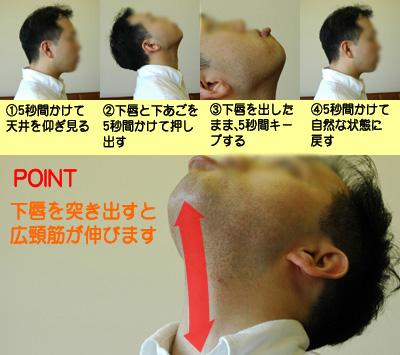 ①5秒間かけて
天井を仰ぎ見る
②下唇と下あごを
5秒間かけて押し
出す
③下唇を出した
まま、5秒間キー
プする
④5秒間かけて
自然な状態に
戻す
POINT
下唇を突き出すと
広頸筋が伸びます